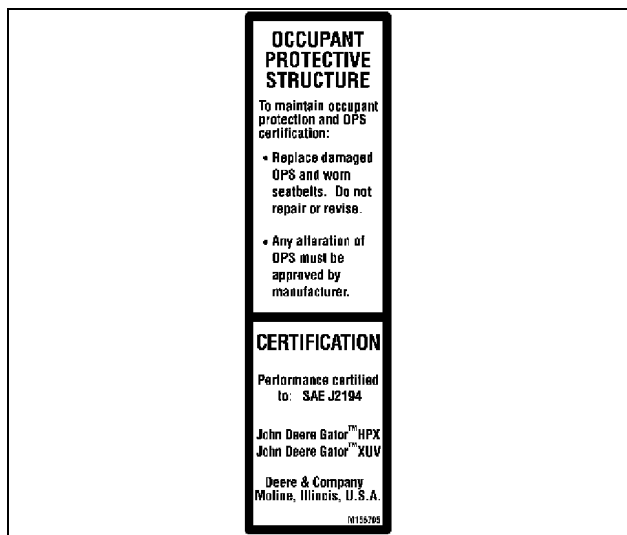 OCCUPANT
PROTECTIVE
STRUCTURE
To maintain occupant
protection and OPS
certification:
• Replace damaged
OPS and worn
seatbelts. Do not
repair or revise.
• Any alteration of
OPS must be
approved by
manufacturer.
CERTIFICATION
Performance certified
to: SAE J2194
John Deere Gator™HPX
John Deere Gator™XUV
Deere & Company
Moline, Illinois, U.S.A.